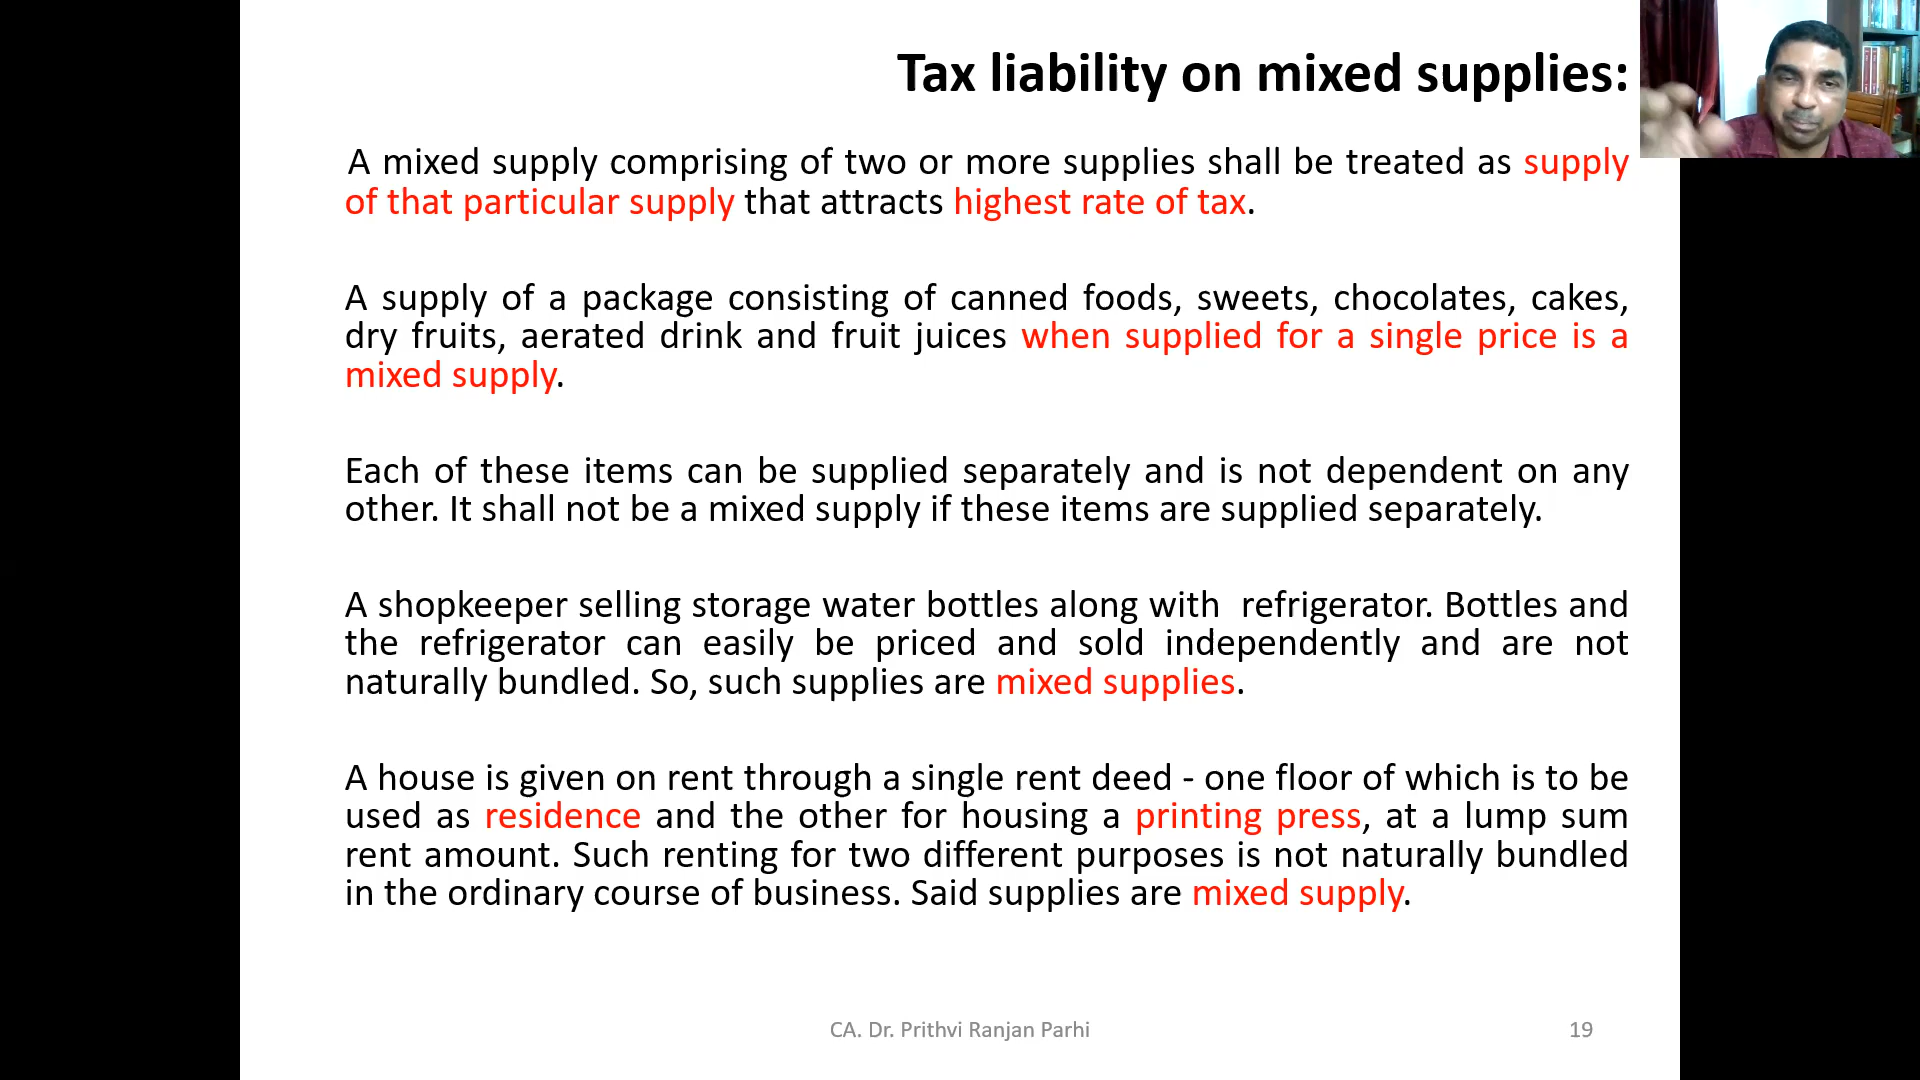 Tax liability on mixed supplies:
A mixed supply comprising of two or more supplies shall be treated as supply
of that particular supply that attracts highest rate of tax.
A supply of a package consisting of canned foods, sweets, chocolates, cakes,
dry fruits, aerated drink and fruit juices when supplied for a single price is a
mixed supply.
Each of these items can be supplied separately and is not dependent on any
other. It shall not be a mixed supply if these items are supplied separately.
A shopkeeper selling storage water bottles along with  refrigerator. Bottles and
the refrigerator can easily be priced and sold independently and are not
naturally bundled. So, such supplies are mixed supplies.
A house is given on rent through a single rent deed - one floor of which is to be
used as residence and the other for housing a printing press, at a lump sum
rent amount. Such renting for two different purposes is not naturally bundled
in the ordinary course of business. Said supplies are mixed supply.
CA. Dr. Prithvi Ranjan Parhi
19